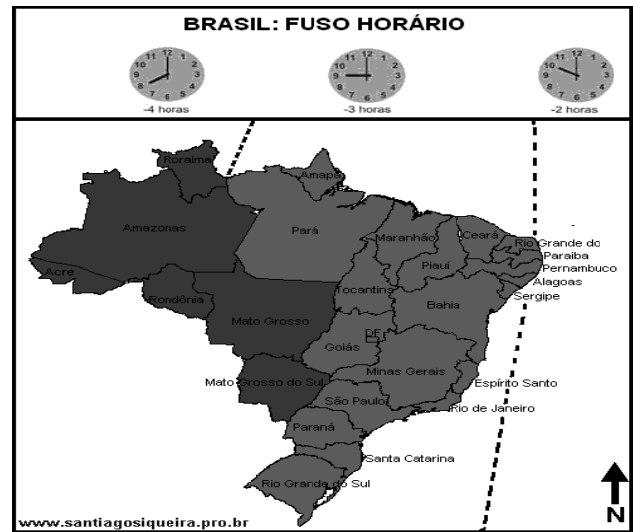 BRASIL: FUSO HORÁRIO
-4 horas
-3 horas
-2 horas
Roraima
Amapá
Amazonas
Pará
Maranhão
Ceará
Rio Grande do
Paraiba
Piauí
Pernambuco
Acre
Alagoas
Tocantins
Sergipe
Rondônia
Bahia
Mato Grosso
DF
Goiás
Minas Gerais
Mato Grosso do Sul
Espírito Santo
São Paulo
Rio de Janeiro
Paraná
Santa Catarina
Rio Grande do Sul
N
www.santiagosiqueira.pro.br